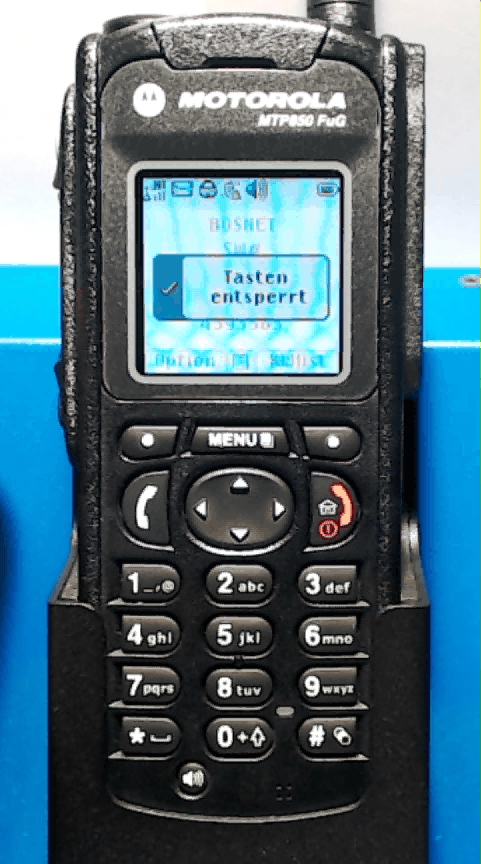 MOTOROLA
MTP850 FuG
BOSNET
Tasten
entsperrt
Option
MENU
1 _,@
2 abc
3 def
4 ghi
5 jkl
6 mno
7 pqrs
8 tuv
9 wxyz
*
0 +
#